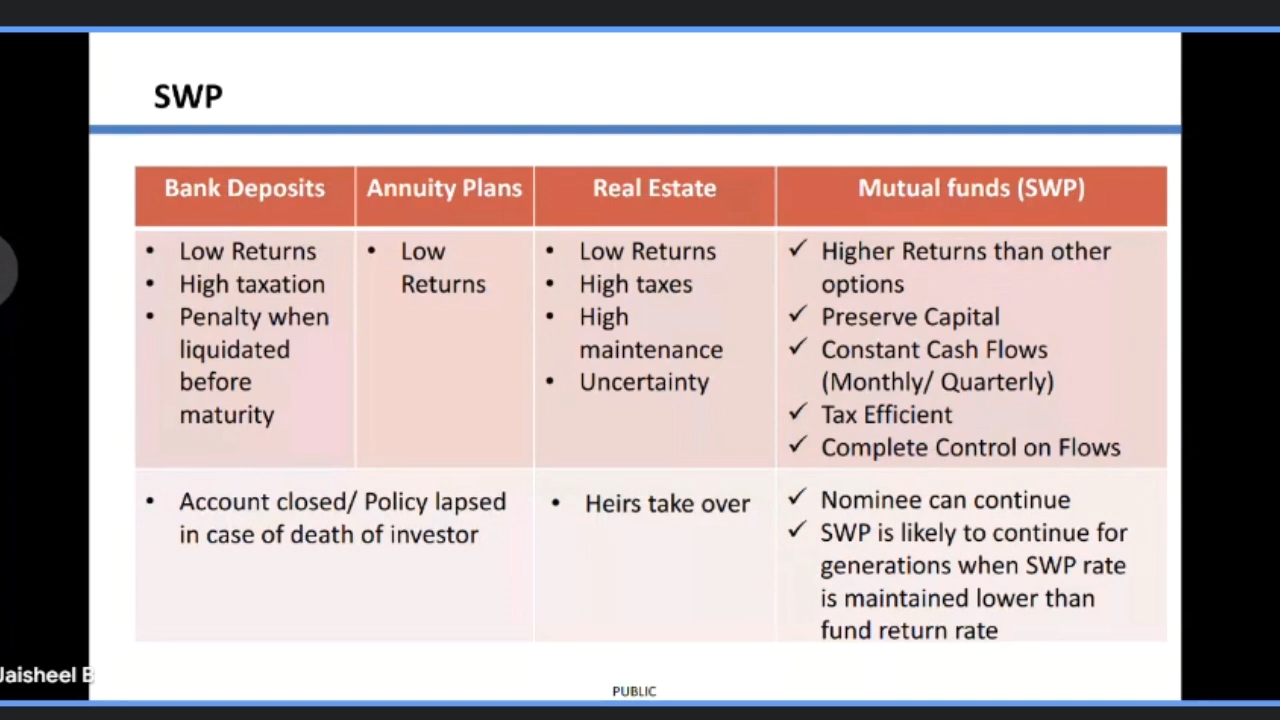 SWP
Bank Deposits
Annuity Plans
Real Estate
Mutual funds (SWP)
• Low Returns
• High taxation
• Penalty when
liquidated
before
maturity
• Low
Returns
• Low Returns
• High taxes
• High
maintenance
• Uncertainty
✓ Higher Returns than other
options
✓ Preserve Capital
✓ Constant Cash Flows
(Monthly/ Quarterly)
✓ Tax Efficient
✓ Complete Control on Flows
• Account closed/ Policy lapsed
in case of death of investor
• Heirs take over
✓ Nominee can continue
✓ SWP is likely to continue for
generations when SWP rate
is maintained lower than
fund return rate
Jaisheel B
PUBLIC